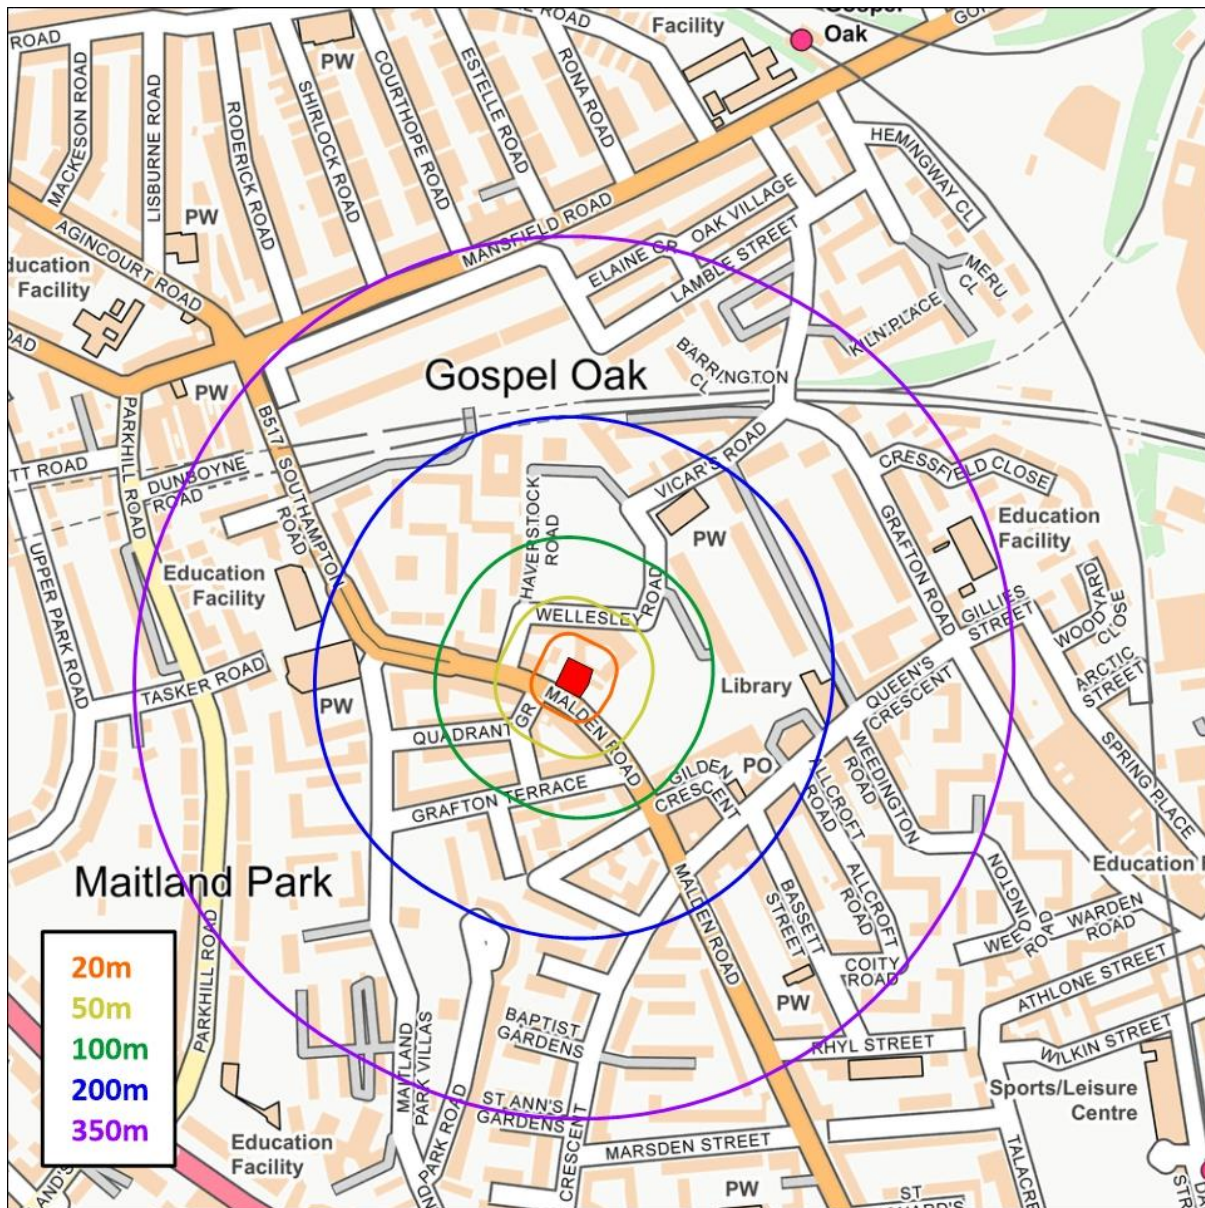 ROAD
Facility
Gospel
Oak
PW
MACKESON ROAD
LISBURNE ROAD
RODERICK ROAD
SHIRLOCK ROAD
COURTHOPE ROAD
ESTELLE ROAD
RONA ROAD
HEMINGWAY CL
PW
AGINCOURT ROAD
MANSFIELD ROAD
ELAINE GR
OAK VILLAGE
LAMBLE STREET
MERU
CL
KILN PLACE
Facility
PW
Gospel Oak
BARRINGTON
CL
B517
SOUTHAMPTON
ROAD
PARKHILL ROAD
DUNBOYNE
ROAD
VICAR'S ROAD
CRESSFIELD CLOSE
HAVERSTOCK
ROAD
PW
GRAFTON ROAD
Education
Facility
UPPER PARK ROAD
Education
Facility
WELLESLEY
ROAD
GILLIES
STREET
WOODYARD
CLOSE
ARCTIC
STREET
TASKER ROAD
PW
Library
QUEEN'S
CRESCENT
QUADRANT
GR
MALDEN ROAD
GRAFTON TERRACE
GILDEN
CRESCENT
PO
WEEDINGTON
ROAD
ALLCROFT
ROAD
SPRING PLACE
Maitland Park
MALDEN ROAD
BASSETT
STREET
ALLCROFT
ROAD
Education
WEEDINGTON
ROAD
WARDEN
ROAD
COITY
ROAD
PARKHILL ROAD
20m
50m
100m
200m
350m
MAITLAND
PARK VILLAS
BAPTIST
GARDENS
PW
ATHLONE STREET
RHYL STREET
WILKIN STREET
Sports/Leisure
Centre
Education
Facility
PARK ROAD
ST ANN'S
GARDENS
CRESCENT
MARSDEN STREET
PW
ST